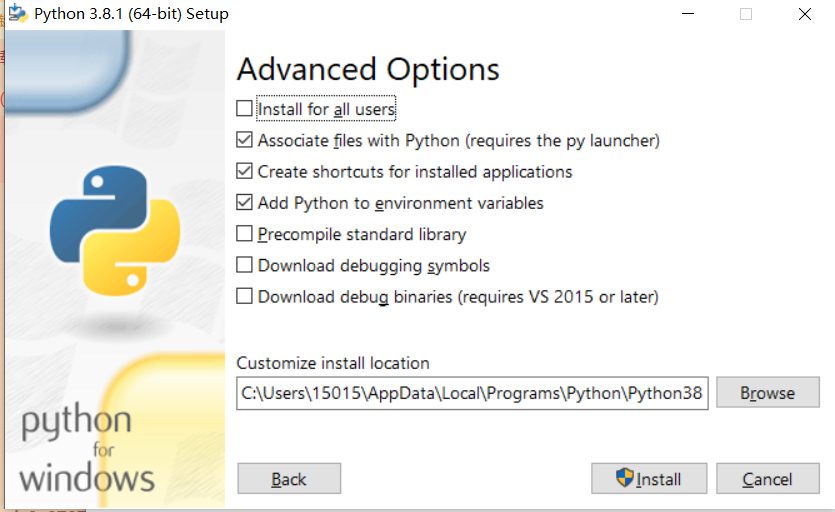 Python 3.8.1 (64-bit) Setup
Advanced Options
Install for all users
Associate files with Python (requires the py launcher)
Create shortcuts for installed applications
Add Python to environment variables
Precompile standard library
Download debugging symbols
Download debug binaries (requires VS 2015 or later)
Customize install location
C:\Users\15015\AppData\Local\Programs\Python\Python38
Browse
python
for
windows
Back
Install
Cancel